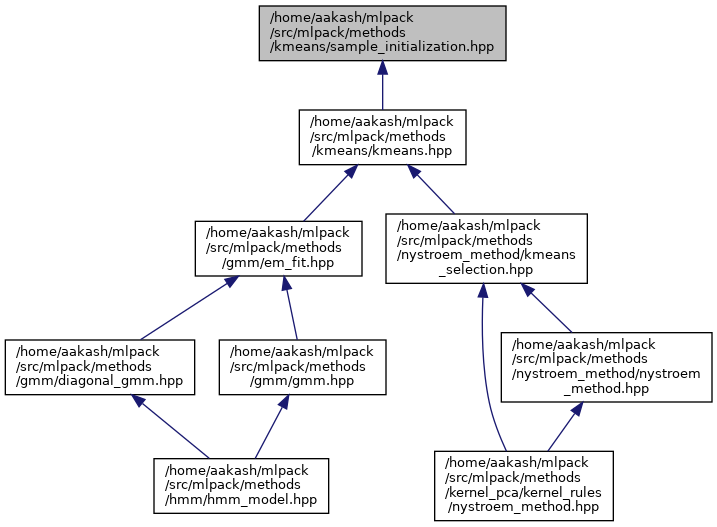 /home/aakash/mlpack
/src/mlpack/methods
/kmeans/sample_initialization.hpp
/home/aakash/mlpack
/src/mlpack/methods
/kmeans/kmeans.hpp
/home/aakash/mlpack
/src/mlpack/methods
/gmm/em_fit.hpp
/home/aakash/mlpack
/src/mlpack/methods
/nystroem_method/kmeans
_selection.hpp
/home/aakash/mlpack
/src/mlpack/methods
/gmm/diagonal_gmm.hpp
/home/aakash/mlpack
/src/mlpack/methods
/gmm/gmm.hpp
/home/aakash/mlpack
/src/mlpack/methods
/nystroem_method/nystroem
_method.hpp
/home/aakash/mlpack
/src/mlpack/methods
/hmm/hmm_model.hpp
/home/aakash/mlpack
/src/mlpack/methods
/kernel_pca/kernel_rules
/nystroem_method.hpp